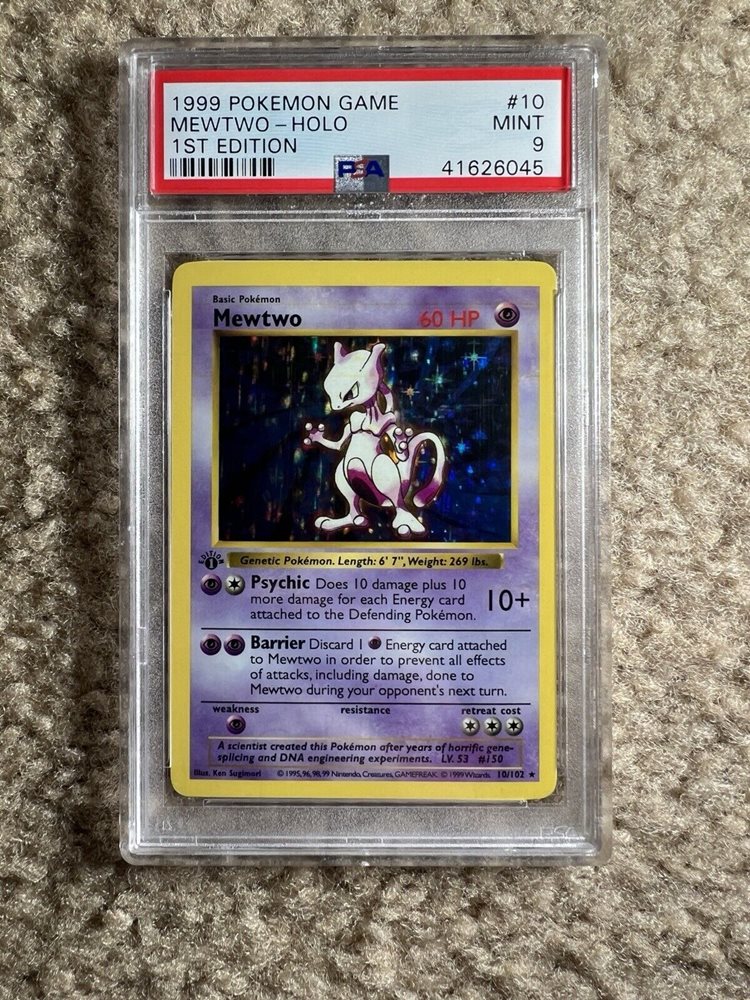 1999 POKEMON GAME #10
MEWTWO – HOLO MINT
1ST EDITION 9
PSA 41626045
Basic Pokémon
Mewtwo 60 HP
EDITION
1
Genetic Pokémon. Length: 6' 7", Weight: 269 lbs.
Psychic Does 10 damage plus 10
more damage for each Energy card
attached to the Defending Pokémon.
10+
Barrier Discard 1 Energy card attached
to Mewtwo in order to prevent all effects
of attacks, including damage, done to
Mewtwo during your opponent's next turn.
weakness resistance retreat cost
A scientist created this Pokémon after years of horrific gene-
splicing and DNA engineering experiments. LV. 53 #150
Illus. Ken Sugimori ©1995, 96, 98, 99 Nintendo, Creatures, GAMEFREAK. ©1999 Wizards. 10/102 ★